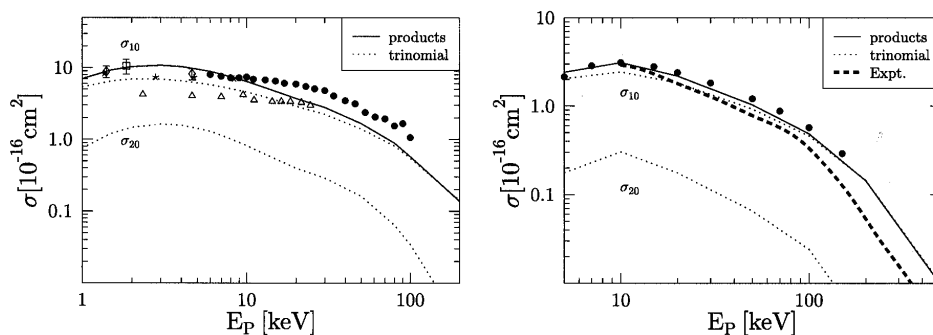 10
1.0
0.1
σ[10⁻¹⁶cm²]
σ₁₀
σ₂₀
products
trinomial
1
10
100
E_P [keV]
10
1.0
0.1
σ[10⁻¹⁶cm²]
σ₁₀
σ₂₀
products
trinomial
Expt.
10
100
E_P [keV]